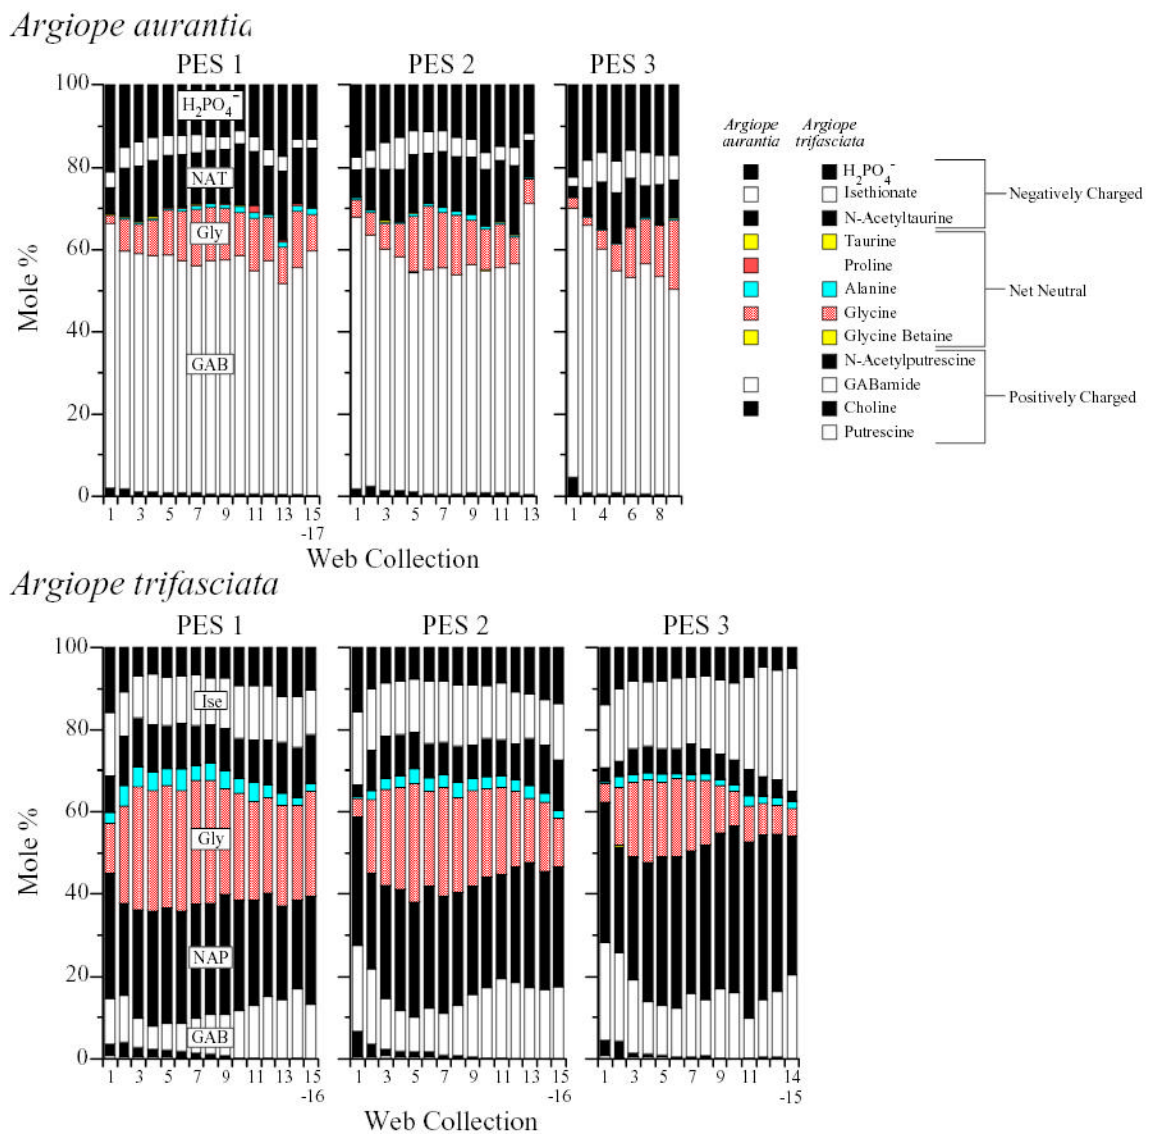 Argiope aurantia
PES 1 PES 2 PES 3
100
80
60
40
20
0
Mole %
H2PO4−
NAT
Gly
GAB
1 3 5 7 9 11 13 15
-17
1 3 5 7 9 11 13
1 4 6 8
Web Collection
Argiope aurantia
Argiope trifasciata
H2PO4−
Isethionate
N-Acetyltaurine
Taurine
Proline
Alanine
Glycine
Glycine Betaine
N-Acetylputrescine
GABamide
Choline
Putrescine
Negatively Charged
Net Neutral
Positively Charged
Argiope trifasciata
PES 1 PES 2 PES 3
100
80
60
40
20
0
Mole %
Ise
Gly
NAP
GAB
1 3 5 7 9 11 13 15
-16
1 3 5 7 9 11 13 15
-16
1 3 5 7 9 11 14
-15
Web Collection